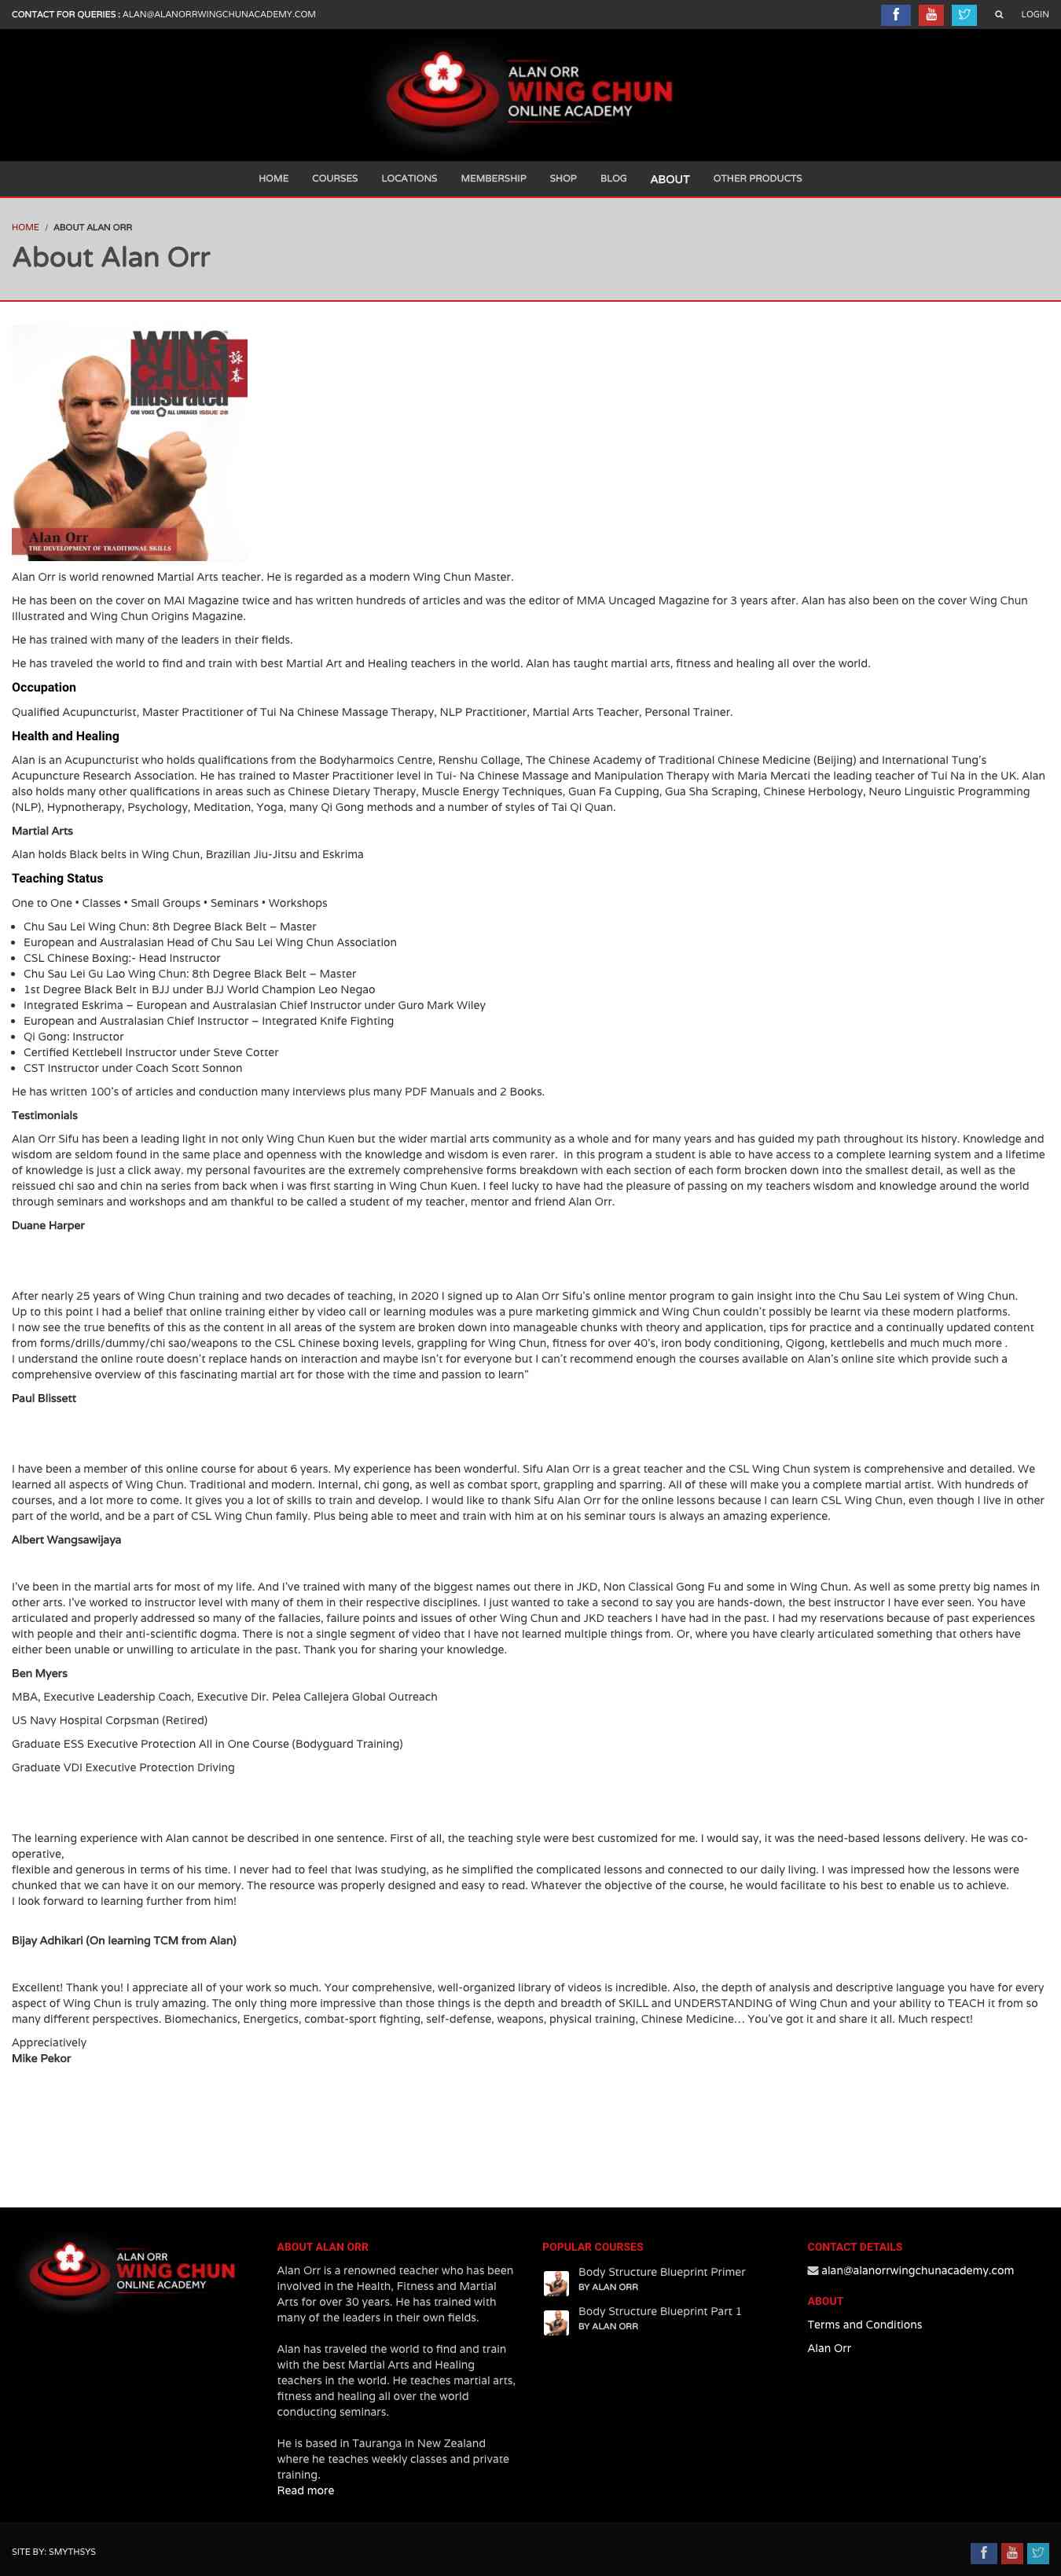 CONTACT FOR QUERIES : ALAN@ALANORRWINGCHUNACADEMY.COM
LOGIN
ALAN ORR
WING CHUN
ONLINE ACADEMY
HOME COURSES LOCATIONS MEMBERSHIP SHOP BLOG ABOUT OTHER PRODUCTS
HOME / ABOUT ALAN ORR
About Alan Orr
WING
CHUN
Illustrated
詠春
ONE VOICE ALL LINEAGES ISSUE 28
Alan Orr
THE DEVELOPMENT OF TRADITIONAL SKILLS
Alan Orr is world renowned Martial Arts teacher. He is regarded as a modern Wing Chun Master.
He has been on the cover on MAI Magazine twice and has written hundreds of articles and was the editor of MMA Uncaged Magazine for 3 years after. Alan has also been on the cover Wing Chun
Illustrated and Wing Chun Origins Magazine.
He has trained with many of the leaders in their fields.
He has traveled the world to find and train with best Martial Art and Healing teachers in the world. Alan has taught martial arts, fitness and healing all over the world.
Occupation
Qualified Acupuncturist, Master Practitioner of Tui Na Chinese Massage Therapy, NLP Practitioner, Martial Arts Teacher, Personal Trainer.
Health and Healing
Alan is an Acupuncturist who holds qualifications from the Bodyharmoics Centre, Renshu Collage, The Chinese Academy of Traditional Chinese Medicine (Beijing) and International Tung's
Acupuncture Research Association. He has trained to Master Practitioner level in Tui- Na Chinese Massage and Manipulation Therapy with Maria Mercati the leading teacher of Tui Na in the UK. Alan
also holds many other qualifications in areas such as Chinese Dietary Therapy, Muscle Energy Techniques, Guan Fa Cupping, Gua Sha Scraping, Chinese Herbology, Neuro Linguistic Programming
(NLP), Hypnotherapy, Psychology, Meditation, Yoga, many Qi Gong methods and a number of styles of Tai Qi Quan.
Martial Arts
Alan holds Black belts in Wing Chun, Brazilian Jiu-Jitsu and Eskrima
Teaching Status
One to One • Classes • Small Groups • Seminars • Workshops
• Chu Sau Lei Wing Chun: 8th Degree Black Belt – Master
• European and Australasian Head of Chu Sau Lei Wing Chun Association
• CSL Chinese Boxing:- Head Instructor
• Chu Sau Lei Gu Lao Wing Chun: 8th Degree Black Belt – Master
• 1st Degree Black Belt in BJJ under BJJ World Champion Leo Negao
• Integrated Eskrima – European and Australasian Chief Instructor under Guro Mark Wiley
• European and Australasian Chief Instructor – Integrated Knife Fighting
• Qi Gong: Instructor
• Certified Kettlebell Instructor under Steve Cotter
• CST Instructor under Coach Scott Sonnon
He has written 100's of articles and conduction many interviews plus many PDF Manuals and 2 Books.
Testimonials
Alan Orr Sifu has been a leading light in not only Wing Chun Kuen but the wider martial arts community as a whole and for many years and has guided my path throughout its history. Knowledge and
wisdom are seldom found in the same place and openness with the knowledge and wisdom is even rarer.  in this program a student is able to have access to a complete learning system and a lifetime
of knowledge is just a click away. my personal favourites are the extremely comprehensive forms breakdown with each section of each form brocken down into the smallest detail, as well as the
reissued chi sao and chin na series from back when i was first starting in Wing Chun Kuen. I feel lucky to have had the pleasure of passing on my teachers wisdom and knowledge around the world
through seminars and workshops and am thankful to be called a student of my teacher, mentor and friend Alan Orr.
Duane Harper
After nearly 25 years of Wing Chun training and two decades of teaching, in 2020 I signed up to Alan Orr Sifu's online mentor program to gain insight into the Chu Sau Lei system of Wing Chun.
Up to this point I had a belief that online training either by video call or learning modules was a pure marketing gimmick and Wing Chun couldn't possibly be learnt via these modern platforms.
I now see the true benefits of this as the content in all areas of the system are broken down into manageable chunks with theory and application, tips for practice and a continually updated content
from forms/drills/dummy/chi sao/weapons to the CSL Chinese boxing levels, grappling for Wing Chun, fitness for over 40's, iron body conditioning, Qigong, kettlebells and much much more .
I understand the online route doesn't replace hands on interaction and maybe isn't for everyone but I can't recommend enough the courses available on Alan's online site which provide such a
comprehensive overview of this fascinating martial art for those with the time and passion to learn"
Paul Blissett
I have been a member of this online course for about 6 years. My experience has been wonderful. Sifu Alan Orr is a great teacher and the CSL Wing Chun system is comprehensive and detailed. We
learned all aspects of Wing Chun. Traditional and modern. Internal, chi gong, as well as combat sport, grappling and sparring. All of these will make you a complete martial artist. With hundreds of
courses, and a lot more to come. It gives you a lot of skills to train and develop. I would like to thank Sifu Alan Orr for the online lessons because I can learn CSL Wing Chun, even though I live in other
part of the world, and be a part of CSL Wing Chun family. Plus being able to meet and train with him at on his seminar tours is always an amazing experience.
Albert Wangsawijaya
I've been in the martial arts for most of my life. And I've trained with many of the biggest names out there in JKD, Non Classical Gong Fu and some in Wing Chun. As well as some pretty big names in
other arts. I've worked to instructor level with many of them in their respective disciplines. I just wanted to take a second to say you are hands-down, the best instructor I have ever seen. You have
articulated and properly addressed so many of the fallacies, failure points and issues of other Wing Chun and JKD teachers I have had in the past. I had my reservations because of past experiences
with people and their anti-scientific dogma. There is not a single segment of video that I have not learned multiple things from. Or, where you have clearly articulated something that others have
either been unable or unwilling to articulate in the past. Thank you for sharing your knowledge.
Ben Myers
MBA, Executive Leadership Coach, Executive Dir. Pelea Callejera Global Outreach
US Navy Hospital Corpsman (Retired)
Graduate ESS Executive Protection All in One Course (Bodyguard Training)
Graduate VDI Executive Protection Driving
The learning experience with Alan cannot be described in one sentence. First of all, the teaching style were best customized for me. I would say, it was the need-based lessons delivery. He was co-
operative,
flexible and generous in terms of his time. I never had to feel that Iwas studying, as he simplified the complicated lessons and connected to our daily living. I was impressed how the lessons were
chunked that we can have it on our memory. The resource was properly designed and easy to read. Whatever the objective of the course, he would facilitate to his best to enable us to achieve.
I look forward to learning further from him!
Bijay Adhikari (On learning TCM from Alan)
Excellent! Thank you! I appreciate all of your work so much. Your comprehensive, well-organized library of videos is incredible. Also, the depth of analysis and descriptive language you have for every
aspect of Wing Chun is truly amazing. The only thing more impressive than those things is the depth and breadth of SKILL and UNDERSTANDING of Wing Chun and your ability to TEACH it from so
many different perspectives. Biomechanics, Energetics, combat-sport fighting, self-defense, weapons, physical training, Chinese Medicine… You've got it and share it all. Much respect!
Appreciatively
Mike Pekor
ALAN ORR
WING CHUN
ONLINE ACADEMY
ABOUT ALAN ORR
Alan Orr is a renowned teacher who has been
involved in the Health, FItness and Martial
Arts for over 30 years. He has trained with
many of the leaders in their own fields.
Alan has traveled the world to find and train
with the best Martial Arts and Healing
teachers in the world. He teaches martial arts,
fitness and healing all over the world
conducting seminars.
He is based in Tauranga in New Zealand
where he teaches weekly classes and private
training.
Read more
POPULAR COURSES
Body Structure Blueprint Primer
BY ALAN ORR
Body Structure Blueprint Part 1
BY ALAN ORR
CONTACT DETAILS
alan@alanorrwingchunacademy.com
ABOUT
Terms and Conditions
Alan Orr
SITE BY: SMYTHSYS